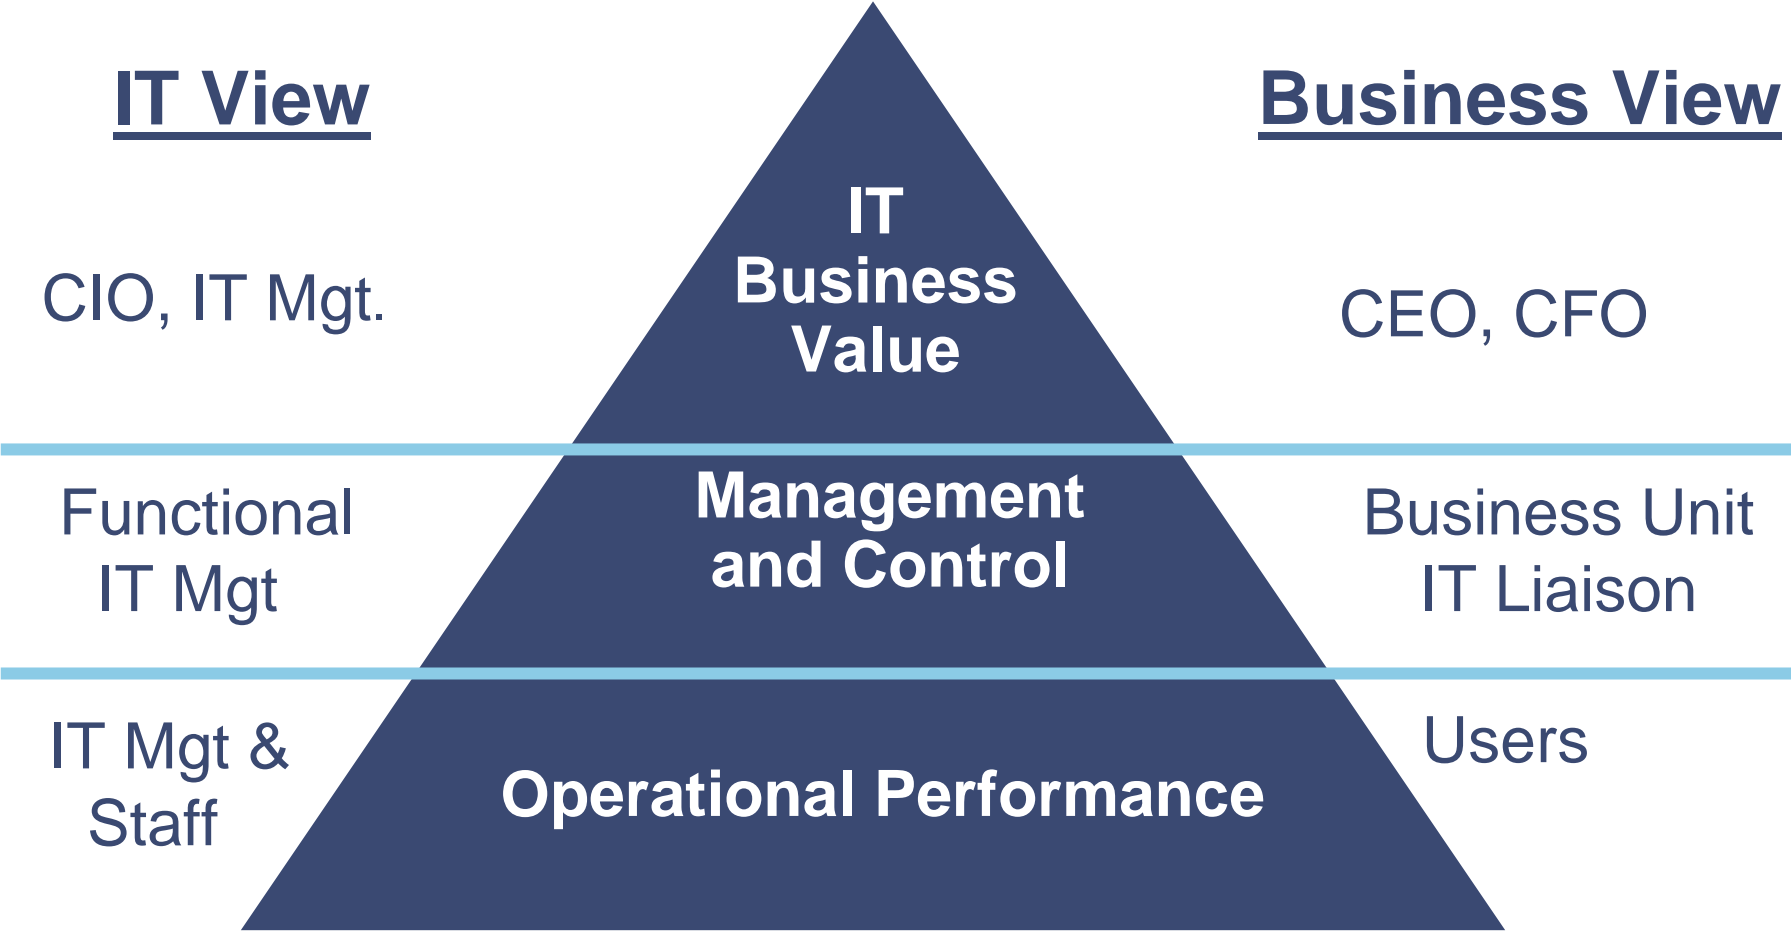 IT View
Business View
IT
Business
Value
CIO, IT Mgt.
CEO, CFO
Functional
IT Mgt
Management
and Control
Business Unit
IT Liaison
IT Mgt &
Staff
Operational Performance
Users